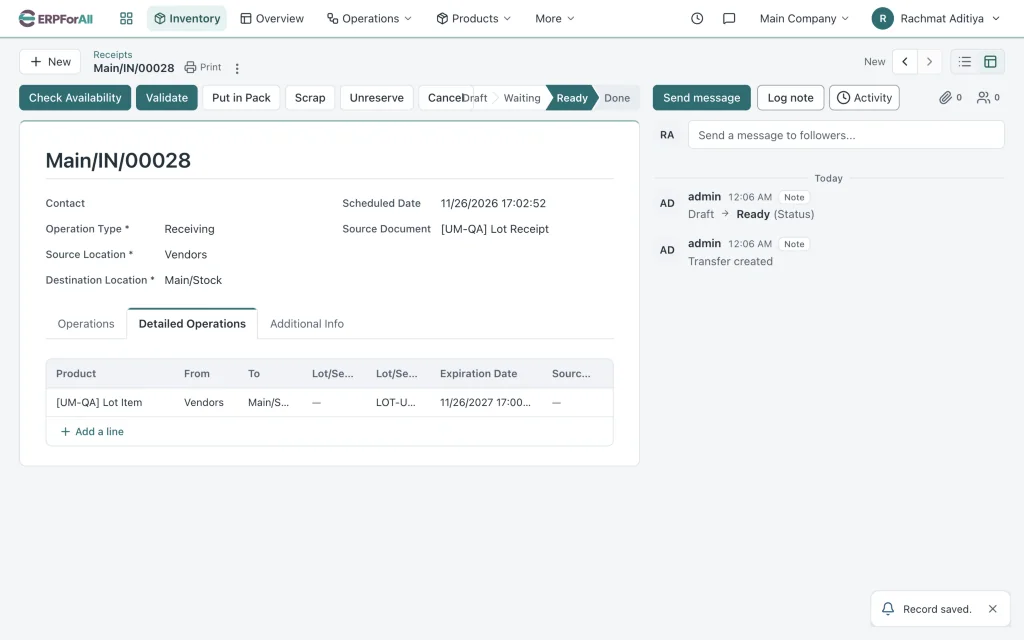 ERPForAll
Inventory
Overview
Operations
Products
More
Main Company
R
Rachmat Aditiya
New
Receipts
Main/IN/00028
Print
New
Check Availability
Validate
Put in Pack
Scrap
Unreserve
Cancel
Draft
Waiting
Ready
Done
Send message
Log note
Activity
0
0
Main/IN/00028
Contact
Operation Type *
Receiving
Source Location *
Vendors
Destination Location *
Main/Stock
Scheduled Date
11/26/2026 17:02:52
Source Document
[UM-QA] Lot Receipt
Operations
Detailed Operations
Additional Info
Product From To Lot/Se... Lot/Se... Expiration Date Sourc...
[UM-QA] Lot Item Vendors Main/S... — LOT-U... 11/26/2027 17:00... —
Add a line
RA
Send a message to followers...
Today
AD
admin 12:06 AM Note
Draft → Ready (Status)
AD
admin 12:06 AM Note
Transfer created
Record saved.